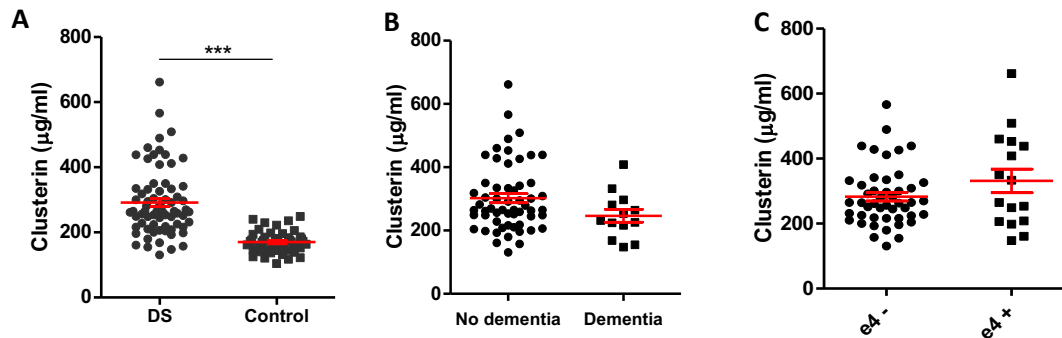 A
Clusterin (µg/ml)
800
600
400
200
0
***
DS
Control
B
Clusterin (µg/ml)
800
600
400
200
0
No dementia
Dementia
C
Clusterin (µg/ml)
800
600
400
200
0
e4 -
e4 +